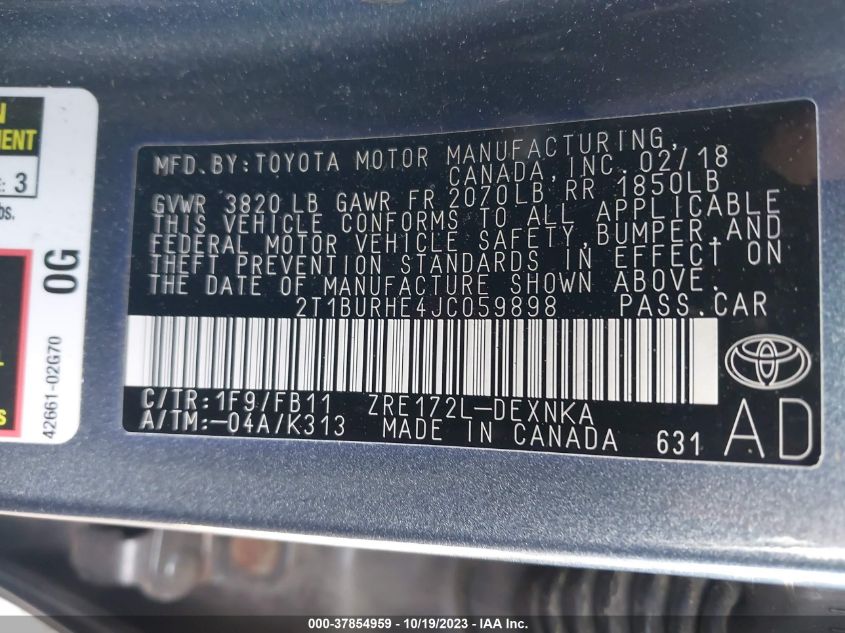 N
MENT
E: 3
bs.
0G
42661-02G70
L
s
MFD.BY:TOYOTA MOTOR MANUFACTURING,
CANADA,INC. 02/18
GVWR 3820 LB GAWR FR 2070LB RR 1850LB
THIS VEHICLE CONFORMS TO ALL APPLICABLE
FEDERAL MOTOR VEHICLE SAFETY,BUMPER,AND
THEFT PREVENTION STANDARDS IN EFFECT ON
THE DATE OF MANUFACTURE SHOWN ABOVE.
2T1BURHE4JC059898 PASS.CAR
C/TR:1F9/FB11 ZRE172L-DEXNKA
A/TM:-04A/K313 MADE IN CANADA 631
AD
000-37854959 - 10/19/2023 - IAA Inc.